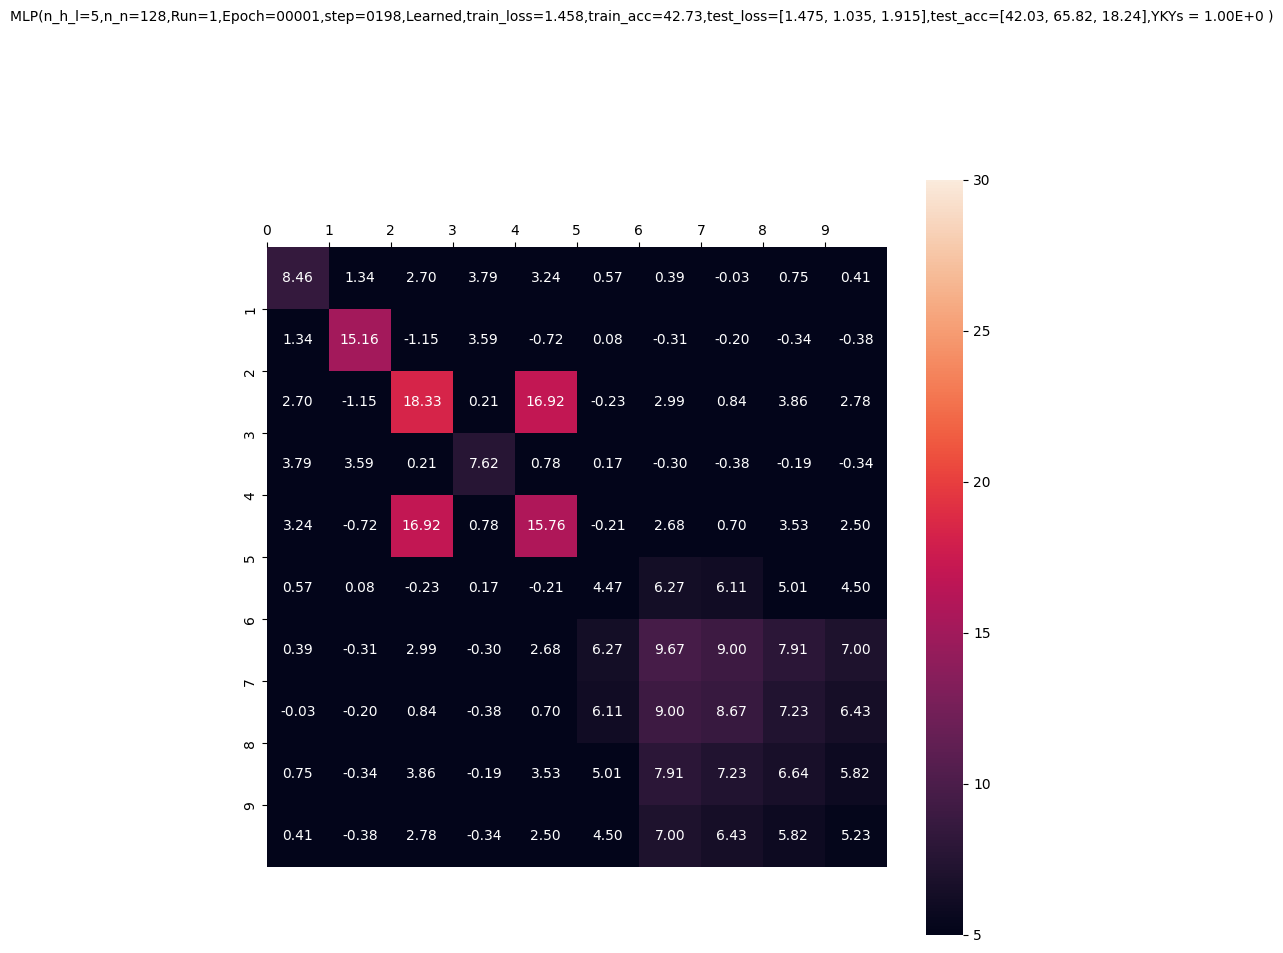 MLP(n_h_l=5,n_n=128,Run=1,Epoch=00001,step=0198,Learned,train_loss=1.458,train_acc=42.73,test_loss=[1.475, 1.035, 1.915],test_acc=[42.03, 65.82, 18.24],YKYs = 1.00E+0 )
30
0 1 2 3 4 5 6 7 8 9
8.46 1.34 2.70 3.79 3.24 0.57 0.39 -0.03 0.75 0.41
1
1.34 15.16 -1.15 3.59 -0.72 0.08 -0.31 -0.20 -0.34 -0.38
25
2
2.70 -1.15 18.33 0.21 16.92 -0.23 2.99 0.84 3.86 2.78
3
3.79 3.59 0.21 7.62 0.78 0.17 -0.30 -0.38 -0.19 -0.34
20
4
3.24 -0.72 16.92 0.78 15.76 -0.21 2.68 0.70 3.53 2.50
5
0.57 0.08 -0.23 0.17 -0.21 4.47 6.27 6.11 5.01 4.50
6
15
0.39 -0.31 2.99 -0.30 2.68 6.27 9.67 9.00 7.91 7.00
7
-0.03 -0.20 0.84 -0.38 0.70 6.11 9.00 8.67 7.23 6.43
8
0.75 -0.34 3.86 -0.19 3.53 5.01 7.91 7.23 6.64 5.82
10
9
0.41 -0.38 2.78 -0.34 2.50 4.50 7.00 6.43 5.82 5.23
5